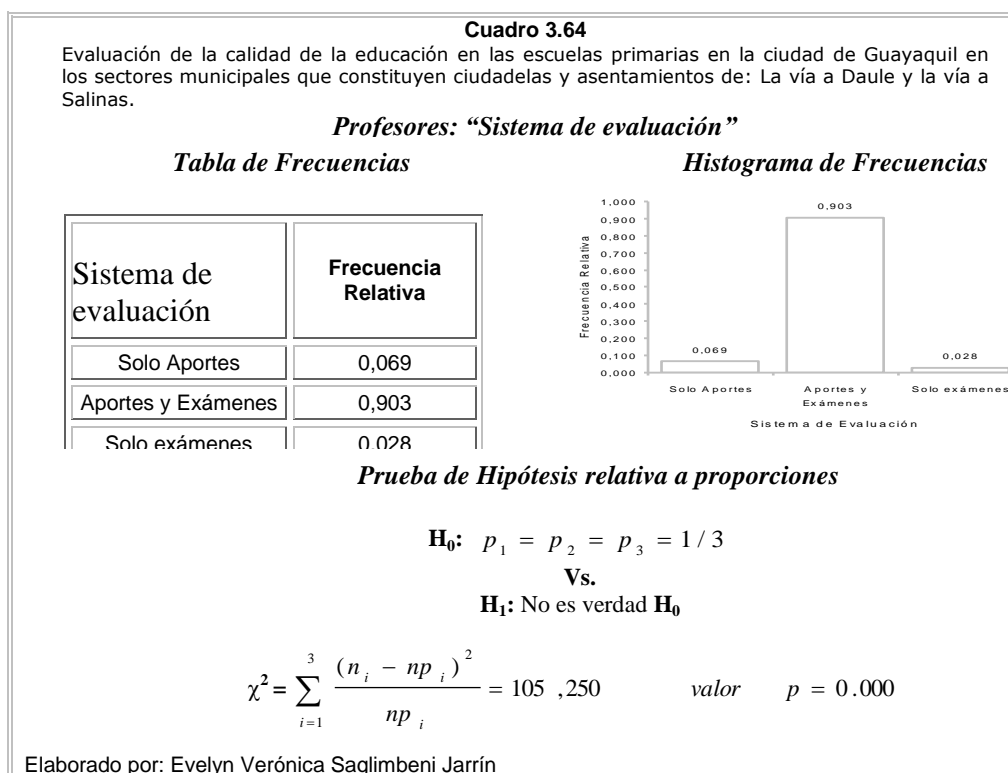 Cuadro 3.64
Evaluación de la calidad de la educación en las escuelas primarias en la ciudad de Guayaquil en
los sectores municipales que constituyen ciudadelas y asentamientos de: La vía a Daule y la vía a
Salinas.
Profesores: “Sistema de evaluación”
Tabla de Frecuencias
Sistema de
evaluación
Frecuencia
Relativa
Solo Aportes 0,069
Aportes y Exámenes 0,903
Solo exámenes 0,028
Histograma de Frecuencias
Frecuencia Relativa
1,000
0,900
0,800
0,700
0,600
0,500
0,400
0,300
0,200
0,100
0,000
0,069
0,903
0,028
Solo Aportes
Aportes y
Exámenes
Solo exámenes
Sistema de Evaluación
Prueba de Hipótesis relativa a proporciones
H₀: p₁ = p₂ = p₃ = 1 / 3
Vs.
H₁: No es verdad H₀
χ² = ∑_{i=1}^{3} (n_i − np_i)² / np_i = 105 ,250 valor p = 0.000
Elaborado por: Evelyn Verónica Saglimbeni Jarrín